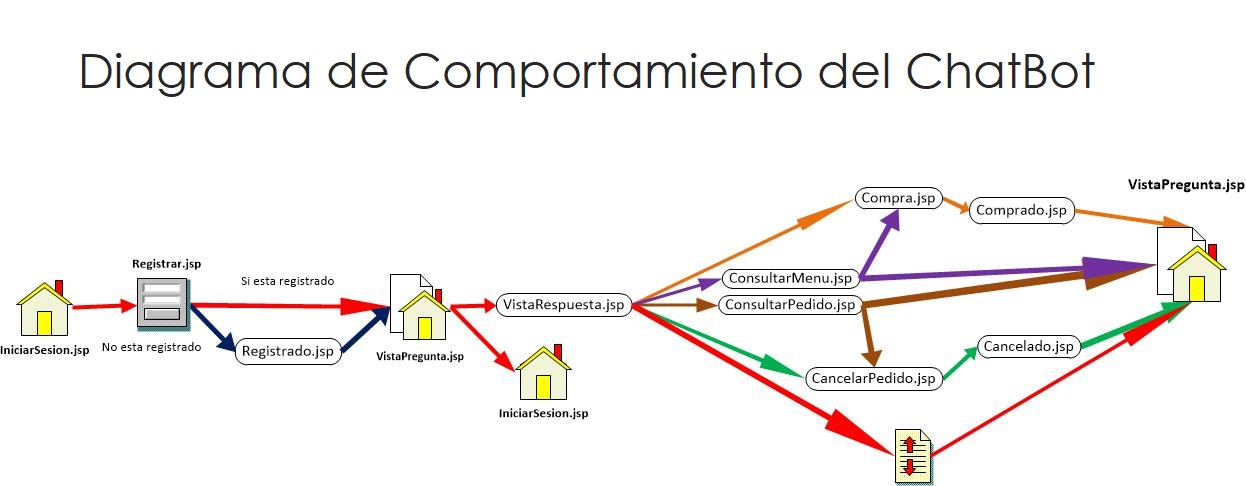 Diagrama de Comportamiento del ChatBot
IniciarSesion.jsp
Registrar.jsp
Si esta registrado
No esta registrado
Registrado.jsp
VistaPregunta.jsp
VistaRespuesta.jsp
IniciarSesion.jsp
Compra.jsp
Comprado.jsp
ConsultarMenu.jsp
ConsultarPedido.jsp
CancelarPedido.jsp
Cancelado.jsp
VistaPregunta.jsp